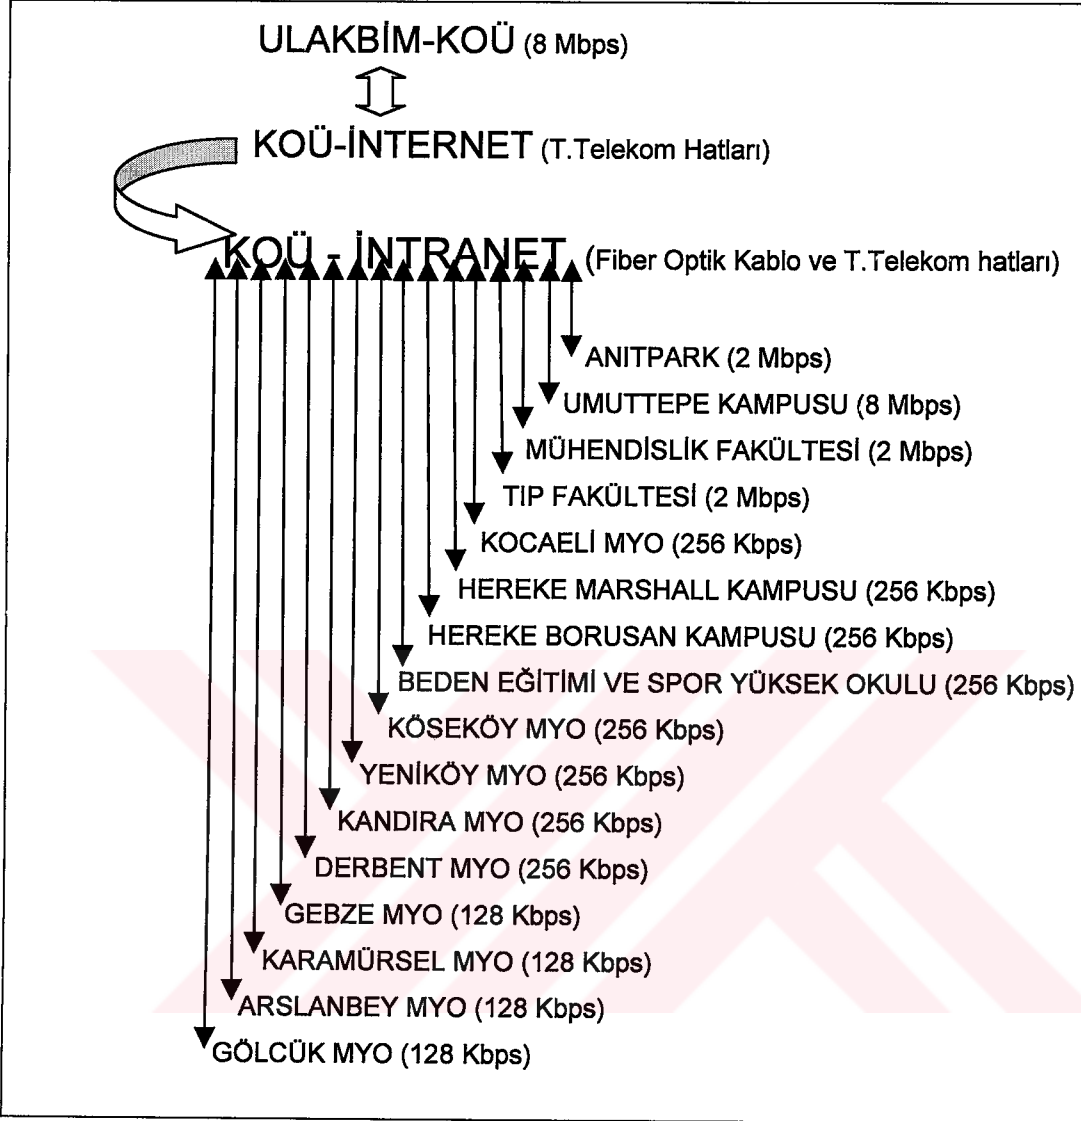 ULAKBİM-KOÜ (8 Mbps)
KOÜ-İNTERNET (T.Telekom Hatları)
KOÜ - İNTRANET (Fiber Optik Kablo ve T.Telekom hatları)
ANITPARK (2 Mbps)
UMUTTEPE KAMPUSU (8 Mbps)
MÜHENDİSLİK FAKÜLTESİ (2 Mbps)
TIP FAKÜLTESİ (2 Mbps)
KOCAELİ MYO (256 Kbps)
HEREKE MARSHALL KAMPUSU (256 Kbps)
HEREKE BORUSAN KAMPUSU (256 Kbps)
BEDEN EĞİTİMİ VE SPOR YÜKSEK OKULU (256 Kbps)
KÖSEKÖY MYO (256 Kbps)
YENİKÖY MYO (256 Kbps)
KANDIRA MYO (256 Kbps)
DERBENT MYO (256 Kbps)
GEBZE MYO (128 Kbps)
KARAMÜRSEL MYO (128 Kbps)
ARSLANBEY MYO (128 Kbps)
GÖLCÜK MYO (128 Kbps)